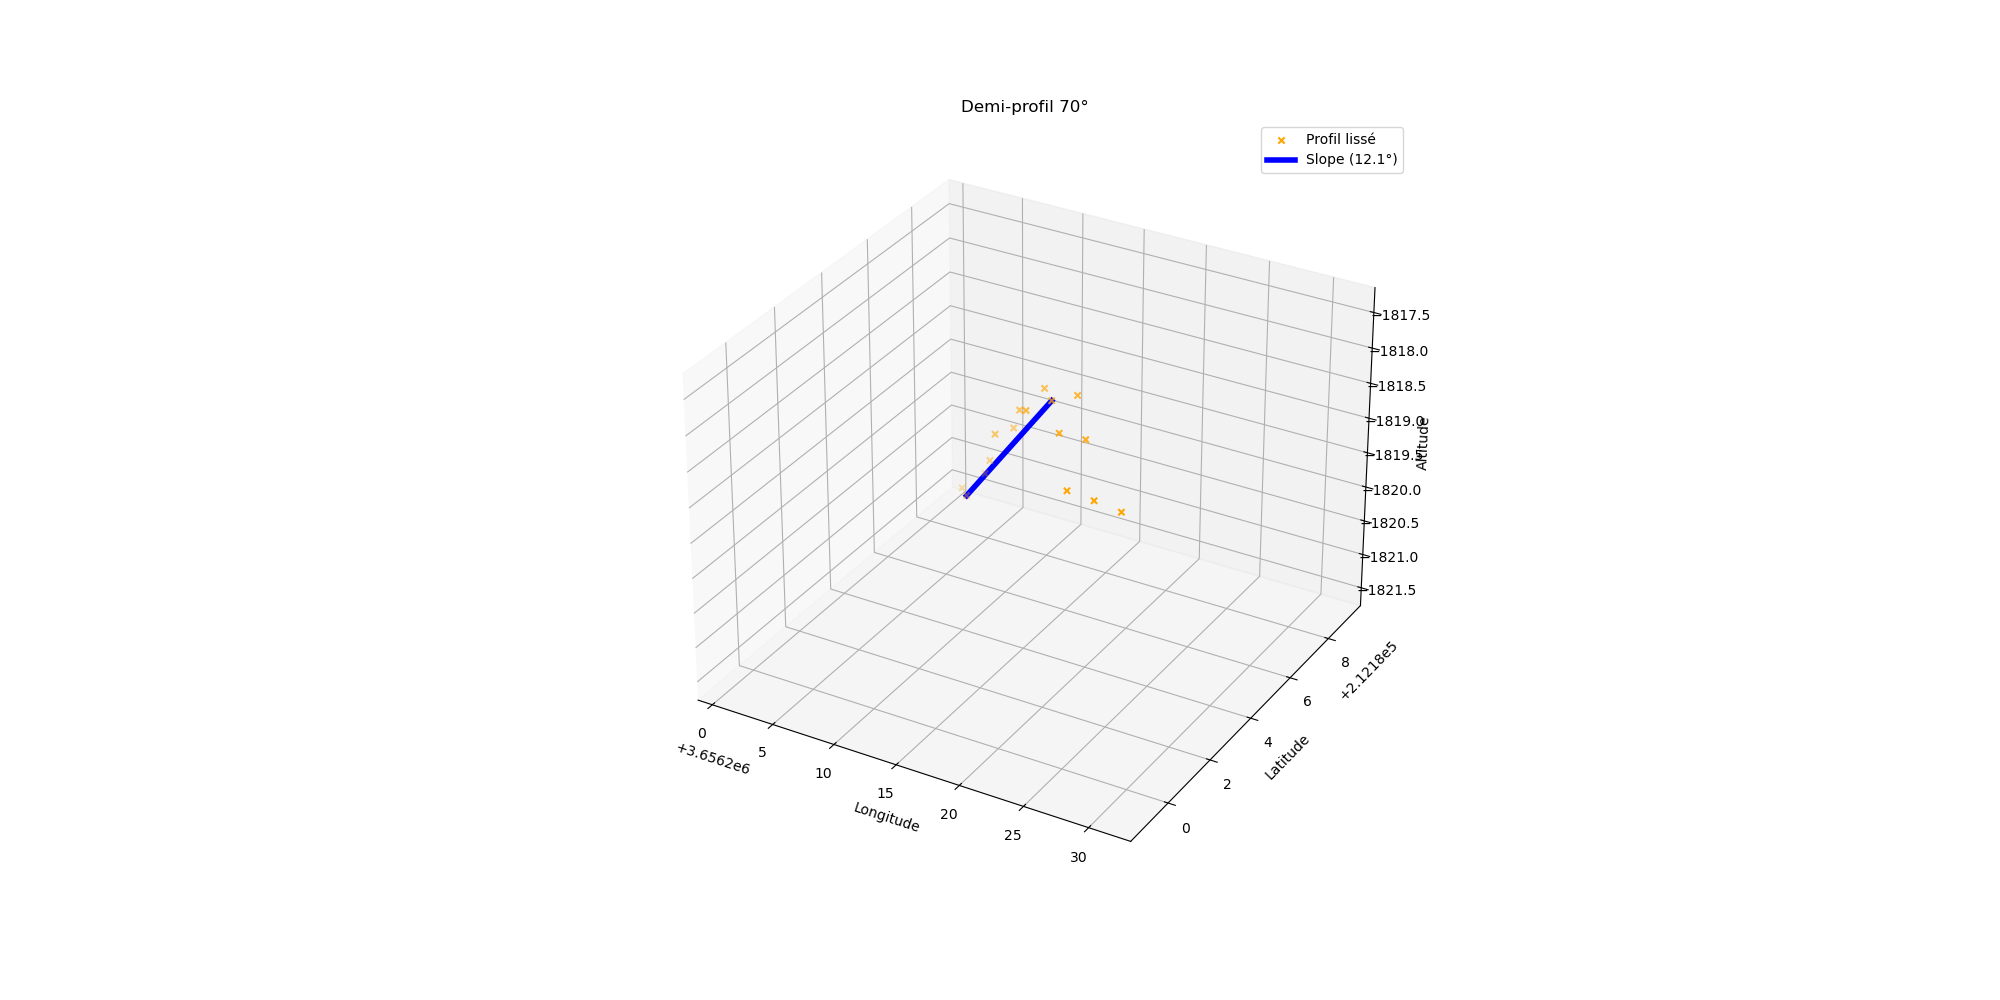 Demi-profil 70°
Profil lissé
Slope (12.1°)
−1817.5
−1818.0
−1818.5
−1819.0
−1819.5
−1820.0
−1820.5
−1821.0
−1821.5
Altitude
0
2
4
6
8
+2.1218e5
Latitude
0
5
10
15
20
25
30
+3.6562e6
Longitude